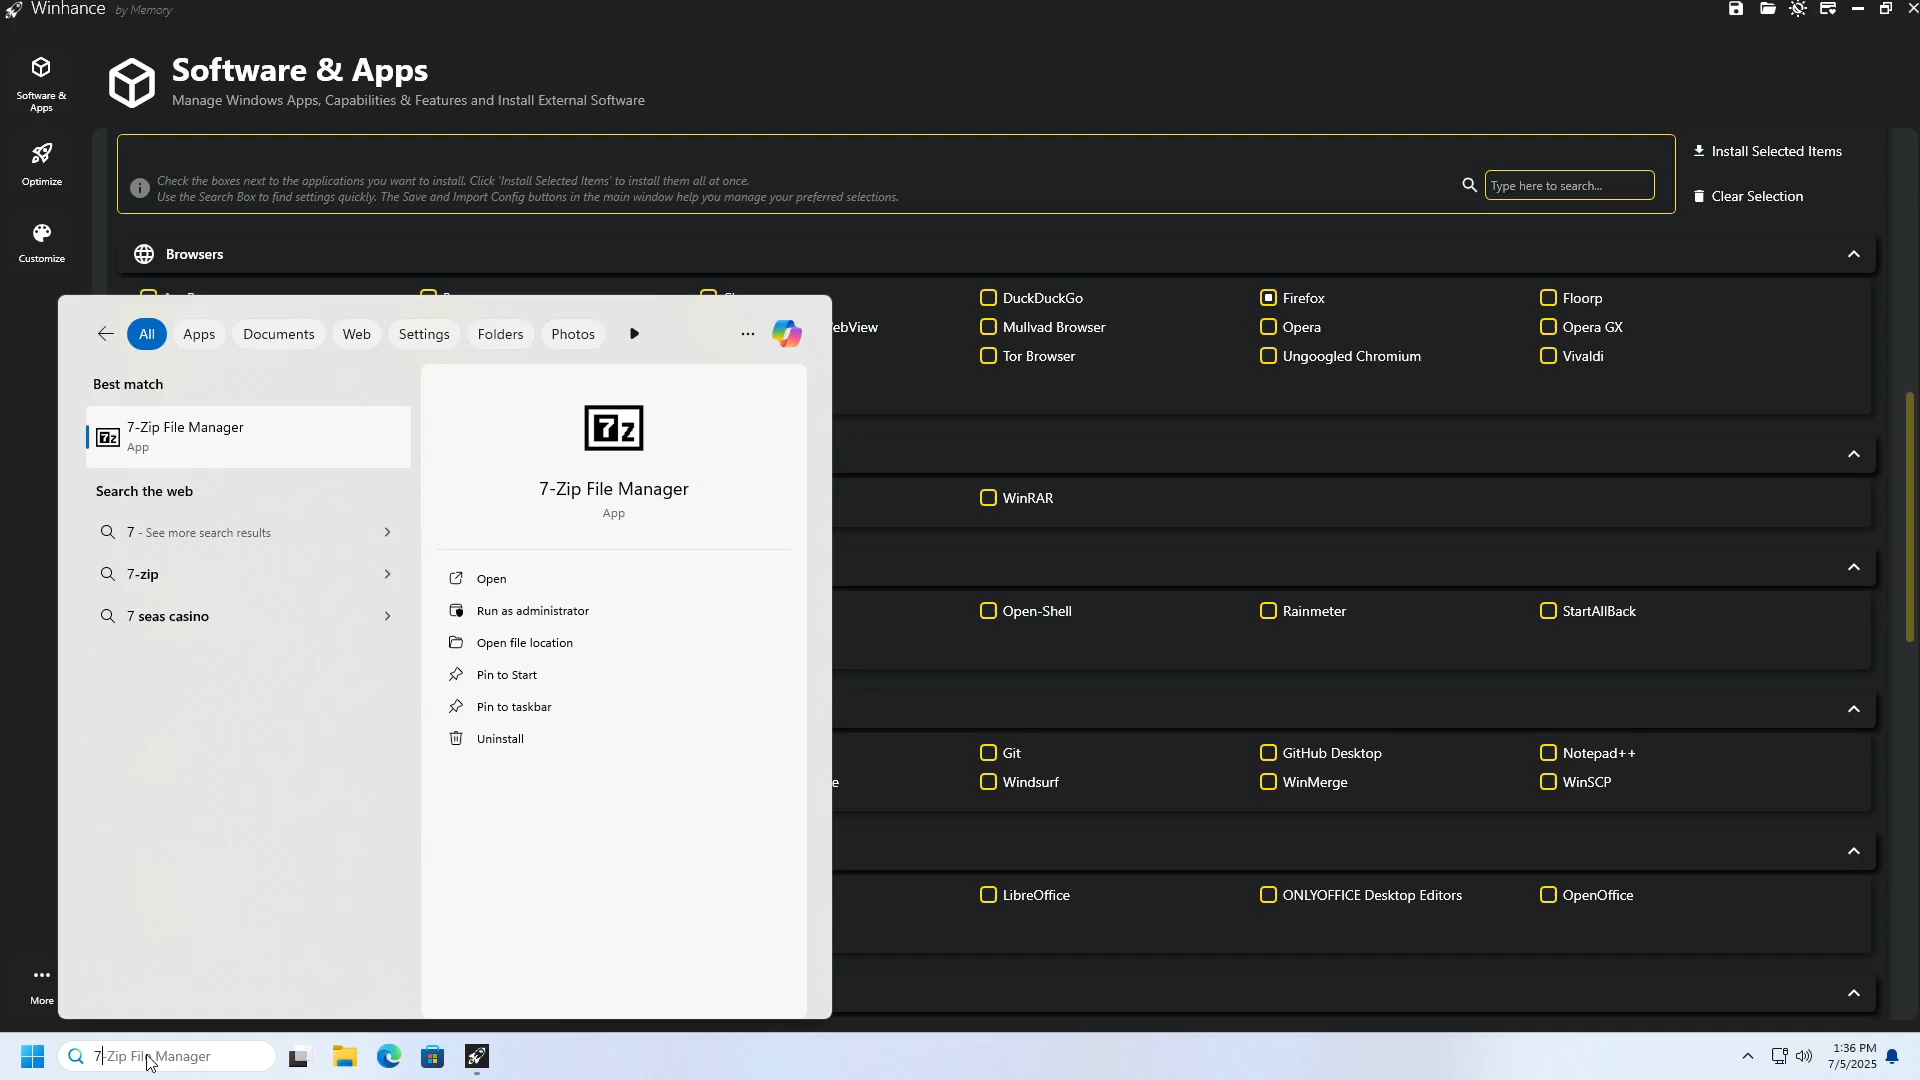 Winhance by Memory
Software & Apps
Manage Windows Apps, Capabilities & Features and Install External Software
Software &
Apps
Optimize
Customize
More
Check the boxes next to the applications you want to install. Click 'Install Selected Items' to install them all at once.
Use the Search Box to find settings quickly. The Save and Import Config buttons in the main window help you manage your preferred selections.
Type here to search...
Install Selected Items
Clear Selection
Browsers
DuckDuckGo
Firefox
Floorp
Mullvad Browser
Opera
Opera GX
Tor Browser
Ungoogled Chromium
Vivaldi
WinRAR
Open-Shell
Rainmeter
StartAllBack
Git
GitHub Desktop
Notepad++
Windsurf
WinMerge
WinSCP
LibreOffice
ONLYOFFICE Desktop Editors
OpenOffice
All
Apps
Documents
Web
Settings
Folders
Photos
Best match
7-Zip File Manager
App
Search the web
7 - See more search results
7-zip
7 seas casino
7-Zip File Manager
App
Open
Run as administrator
Open file location
Pin to Start
Pin to taskbar
Uninstall
7-Zip File Manager
1:36 PM
7/5/2025